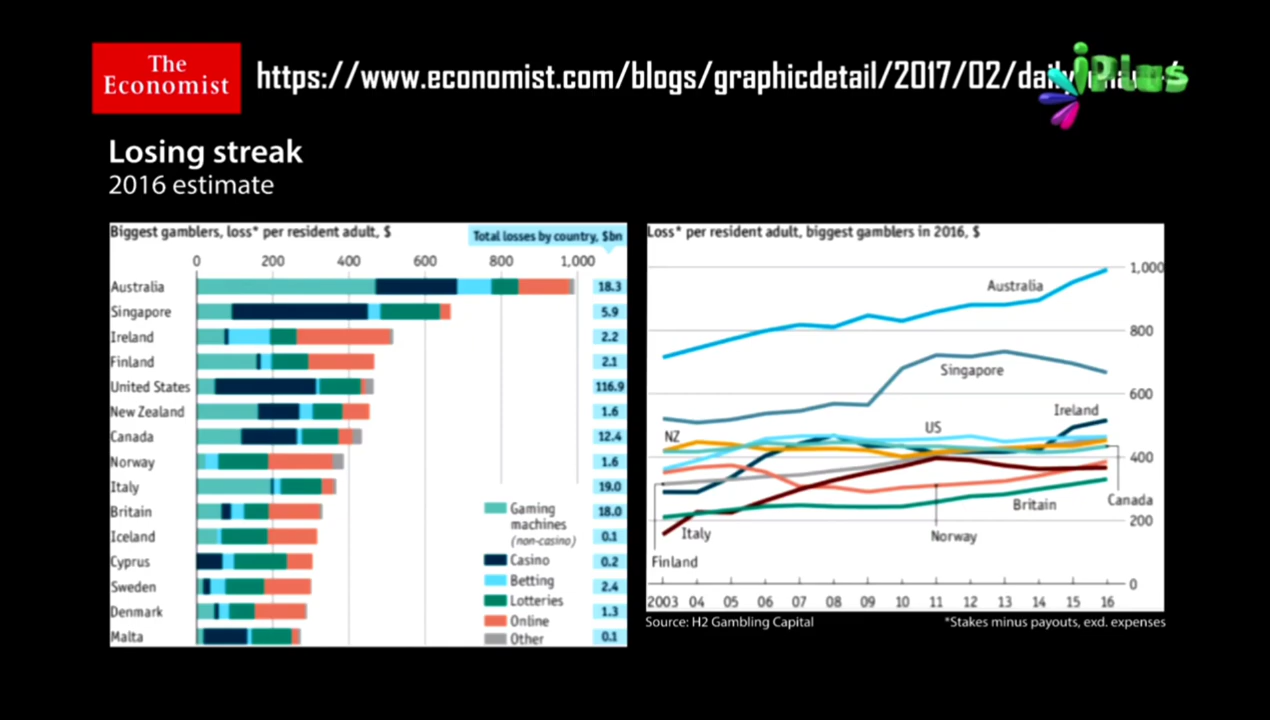 The
Economist
https://www.economist.com/blogs/graphicdetail/2017/02/daily
iPlus
Losing streak
2016 estimate
Biggest gamblers, loss* per resident adult, $
Total losses by country, $bn
0 200 400 600 800 1,000
Australia 18.3
Singapore 5.9
Ireland 2.2
Finland 2.1
United States 116.9
New Zealand 1.6
Canada 12.4
Norway 1.6
Italy 19.0
Britain 18.0
Iceland 0.1
Cyprus 0.2
Sweden 2.4
Denmark 1.3
Malta 0.1
Gaming
machines
(non-casino)
Casino
Betting
Lotteries
Online
Other
Loss* per resident adult, biggest gamblers in 2016, $
1,000
Australia
800
Singapore
600
Ireland
US
NZ
400
Canada
Britain
200
Italy
Norway
Finland
0
2003 04 05 06 07 08 09 10 11 12 13 14 15 16
Source: H2 Gambling Capital
*Stakes minus payouts, exd. expenses